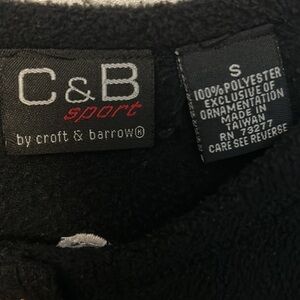 C&B
sport
by croft & barrow®
S
100% POLYESTER
EXCLUSIVE OF
ORNAMENTATION
MADE IN
TAIWAN
RN 73277
CARE SEE REVERSE